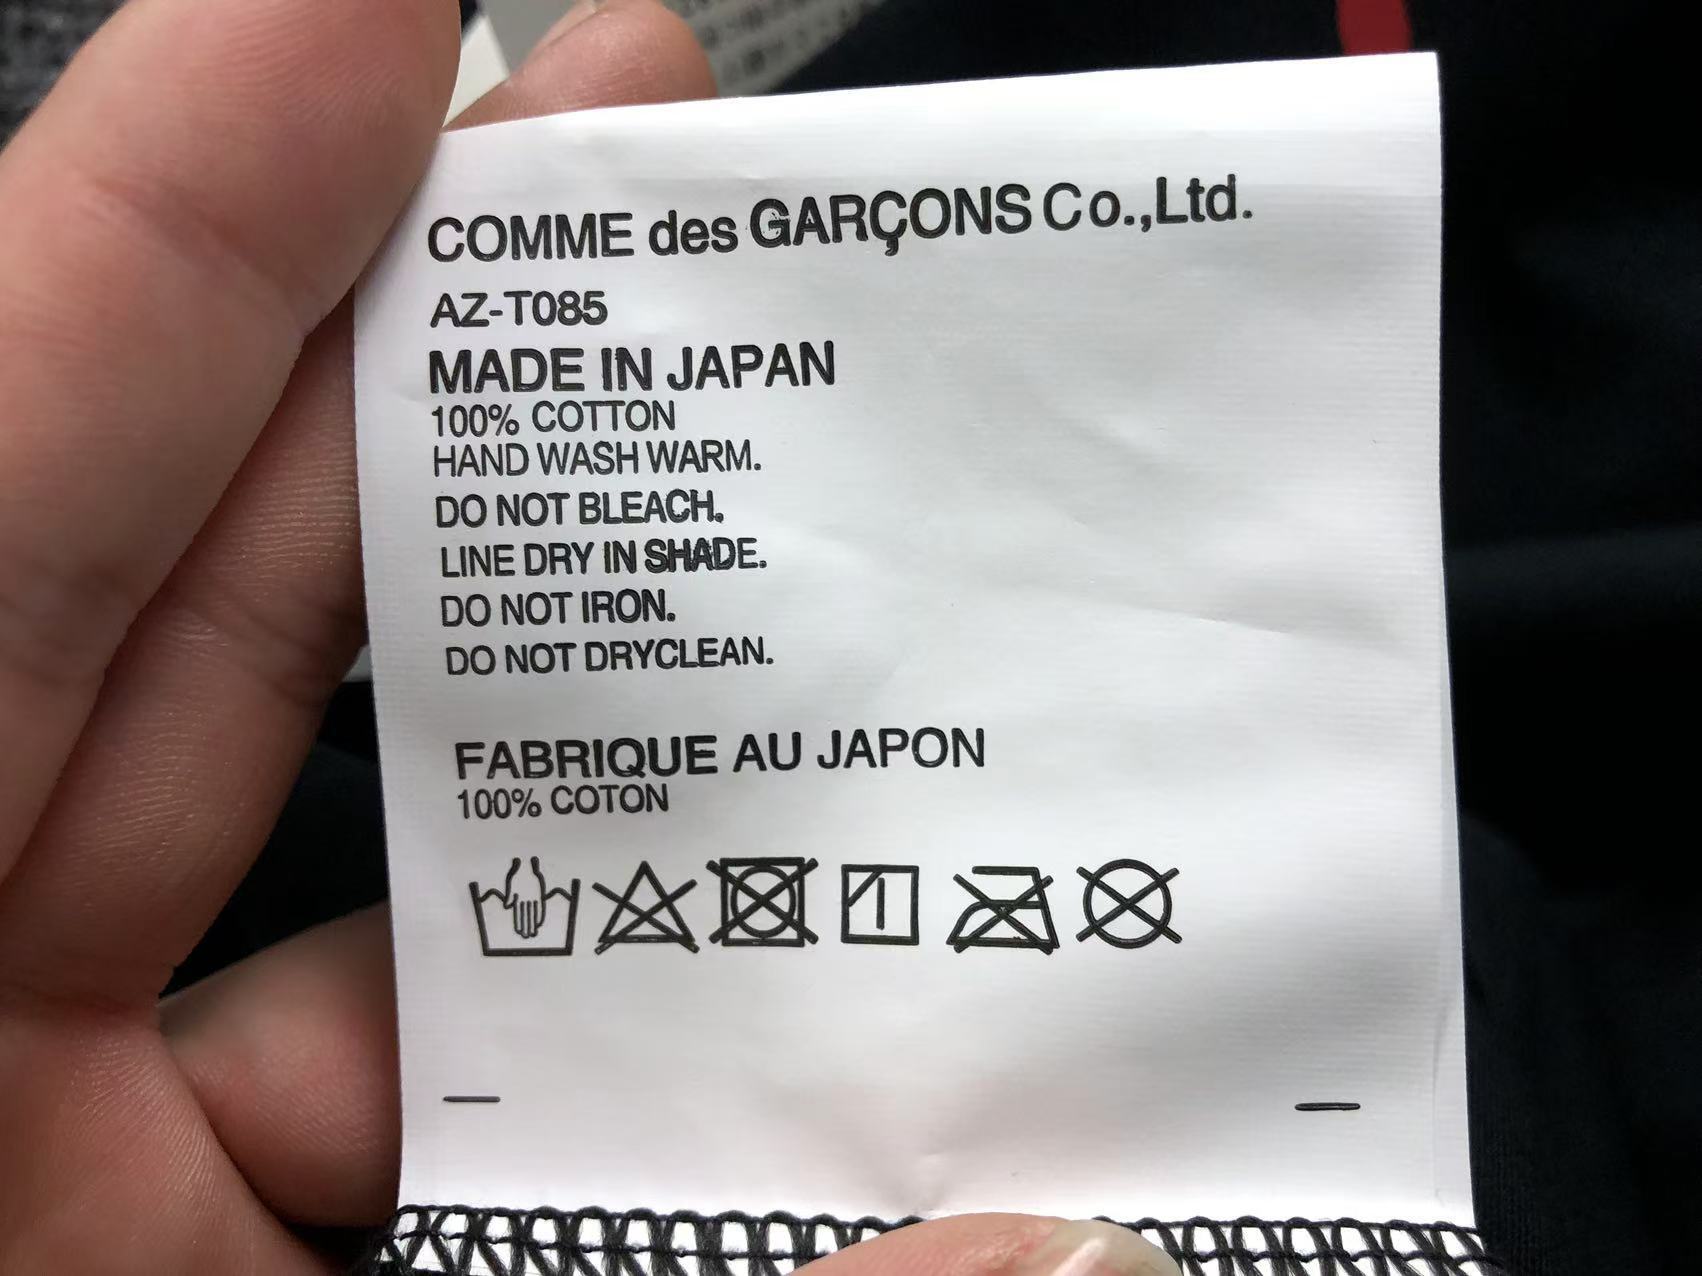 COMME des GARÇONS Co.,Ltd.
AZ-T085
MADE IN JAPAN
100% COTTON
HAND WASH WARM.
DO NOT BLEACH.
LINE DRY IN SHADE.
DO NOT IRON.
DO NOT DRYCLEAN.
FABRIQUE AU JAPON
100% COTON